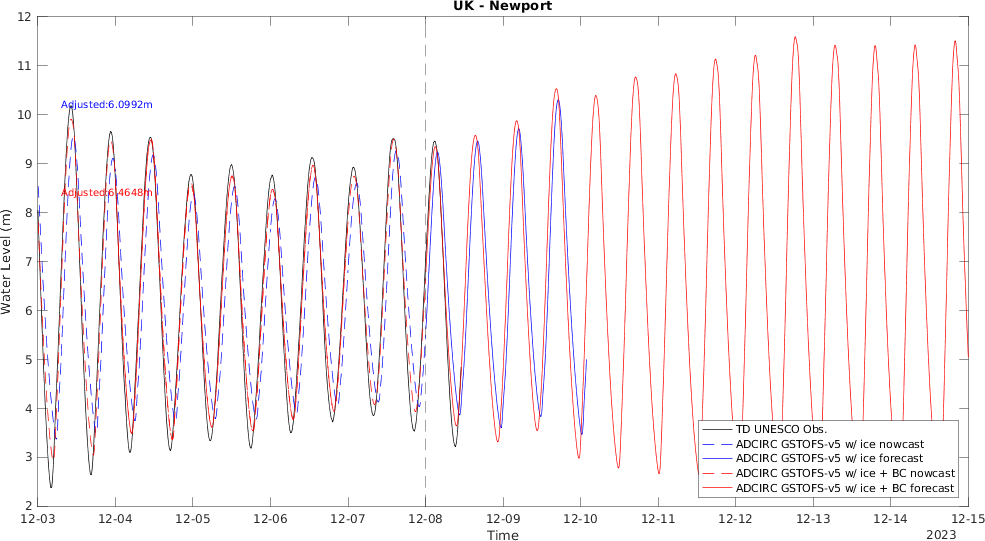 UK - Newport
12
11
10
9
8
7
6
5
4
3
2
Water Level (m)
Adjusted:6.0992m
Adjusted:6.4648m
TD UNESCO Obs.
ADCIRC GSTOFS-v5 w/ ice nowcast
ADCIRC GSTOFS-v5 w/ ice forecast
ADCIRC GSTOFS-v5 w/ ice + BC nowcast
ADCIRC GSTOFS-v5 w/ ice + BC forecast
12-03 12-04 12-05 12-06 12-07 12-08 12-09 12-10 12-11 12-12 12-13 12-14 12-15
Time
2023